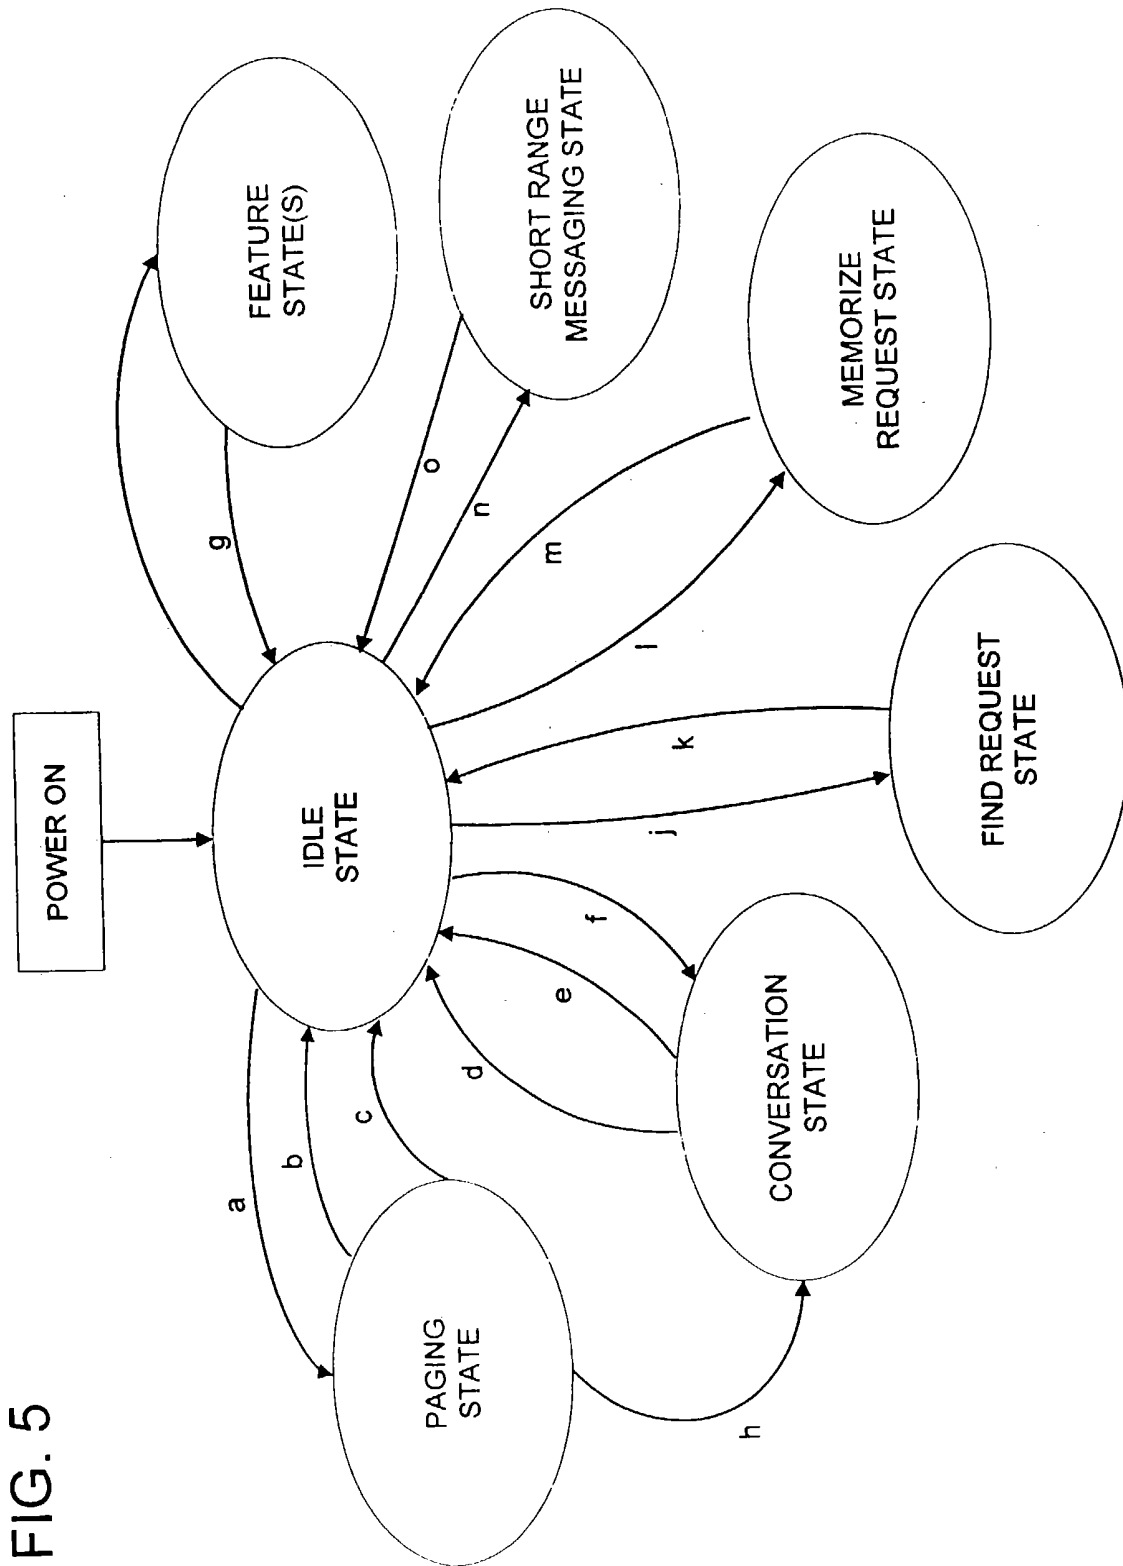 FIG. 5
POWER ON
IDLE
STATE
FEATURE
STATE(S)
SHORT RANGE
MESSAGING STATE
MEMORIZE
REQUEST STATE
FIND REQUEST
STATE
CONVERSATION
STATE
PAGING
STATE
a
b
c
d
e
f
g
h
j
k
l
m
n
o